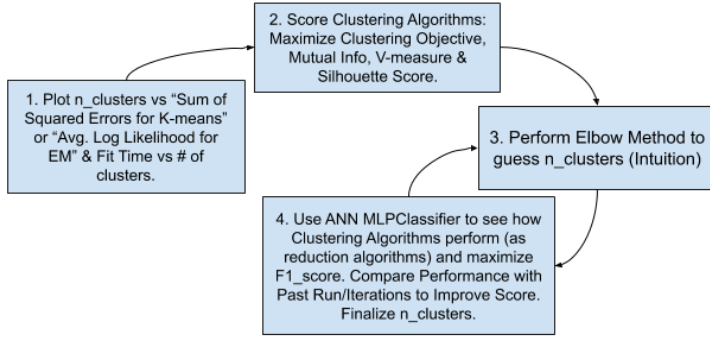 2. Score Clustering Algorithms:
Maximize Clustering Objective,
Mutual Info, V-measure &
Silhouette Score.
1. Plot n_clusters vs “Sum of
Squared Errors for K-means”
or “Avg. Log Likelihood for
EM” & Fit Time vs # of
clusters.
3. Perform Elbow Method to
guess n_clusters (Intuition)
4. Use ANN MLPClassifier to see how
Clustering Algorithms perform (as
reduction algorithms) and maximize
F1_score. Compare Performance with
Past Run/Iterations to Improve Score.
Finalize n_clusters.